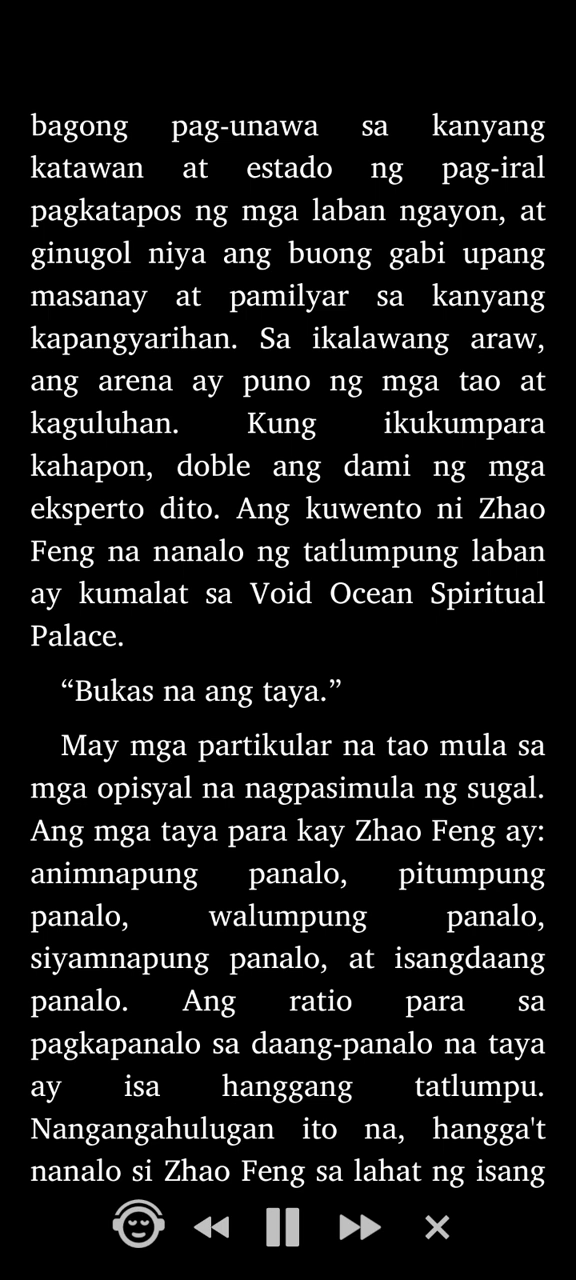 bagong pag-unawa sa kanyang
katawan at estado ng pag-iral
pagkatapos ng mga laban ngayon, at
ginugol niya ang buong gabi upang
masanay at pamilyar sa kanyang
kapangyarihan. Sa ikalawang araw,
ang arena ay puno ng mga tao at
kaguluhan. Kung ikukumpara
kahapon, doble ang dami ng mga
eksperto dito. Ang kuwento ni Zhao
Feng na nanalo ng tatlumpung laban
ay kumalat sa Void Ocean Spiritual
Palace.
“Bukas na ang taya.”
May mga partikular na tao mula sa
mga opisyal na nagpasimula ng sugal.
Ang mga taya para kay Zhao Feng ay:
animnapung panalo, pitumpung
panalo, walumpung panalo,
siyamnapung panalo, at isangdaang
panalo. Ang ratio para sa
pagkapanalo sa daang-panalo na taya
ay isa hanggang tatlumpu.
Nangangahulugan ito na, hangga't
nanalo si Zhao Feng sa lahat ng isang